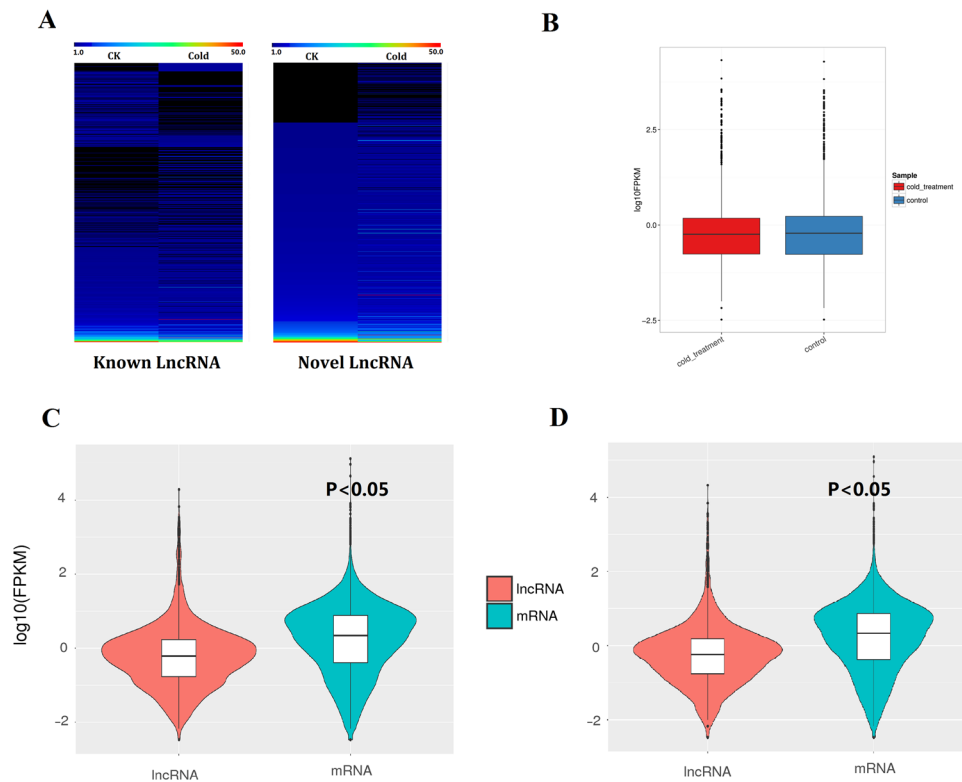 A
1.0 50.0
CK Cold
Known LncRNA
1.0 50.0
CK Cold
Novel LncRNA
B
log10FPKM
2.5
0.0
−2.5
cold_treatment
control
Sample
cold_treatment
control
C
log10(FPKM)
4
2
0
−2
P<0.05
lncRNA
mRNA
lncRNA
mRNA
D
4
2
0
−2
P<0.05
lncRNA
mRNA